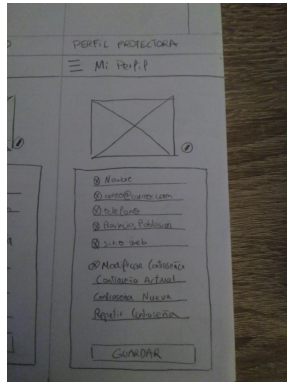 PERFIL PROTECTORA
Mi Perfil
Nombre
correo@correo.com
Teléfono
Provincia, Población
Sitio web
Modificar Contraseña
Contraseña Actual
Contraseña Nueva
Repetir Contraseña
GUARDAR